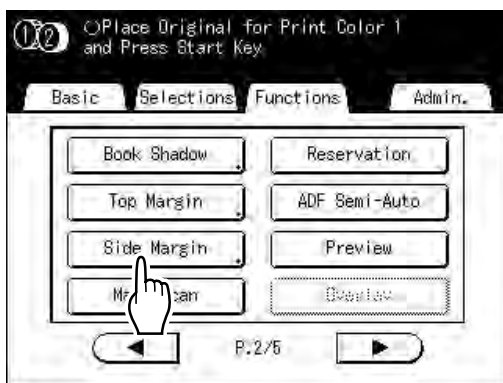 ①② ○Place Original for Print Color 1
and Press Start Key
Basic Selections Functions Admin.
Book Shadow Reservation
Top Margin ADF Semi-Auto
Side Margin Preview
Overlay
◀ P.2/5 ▶